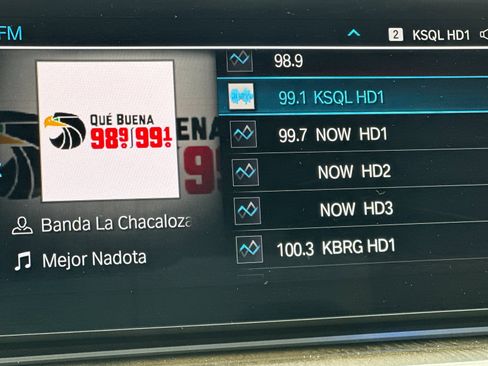 FM
2 KSQL HD1
98.9
99.1 KSQL HD1
99.7 NOW HD1
NOW HD2
NOW HD3
100.3 KBRG HD1
QUÉ BUENA
98.9 99.1
Banda La Chacaloza
Mejor Nadota